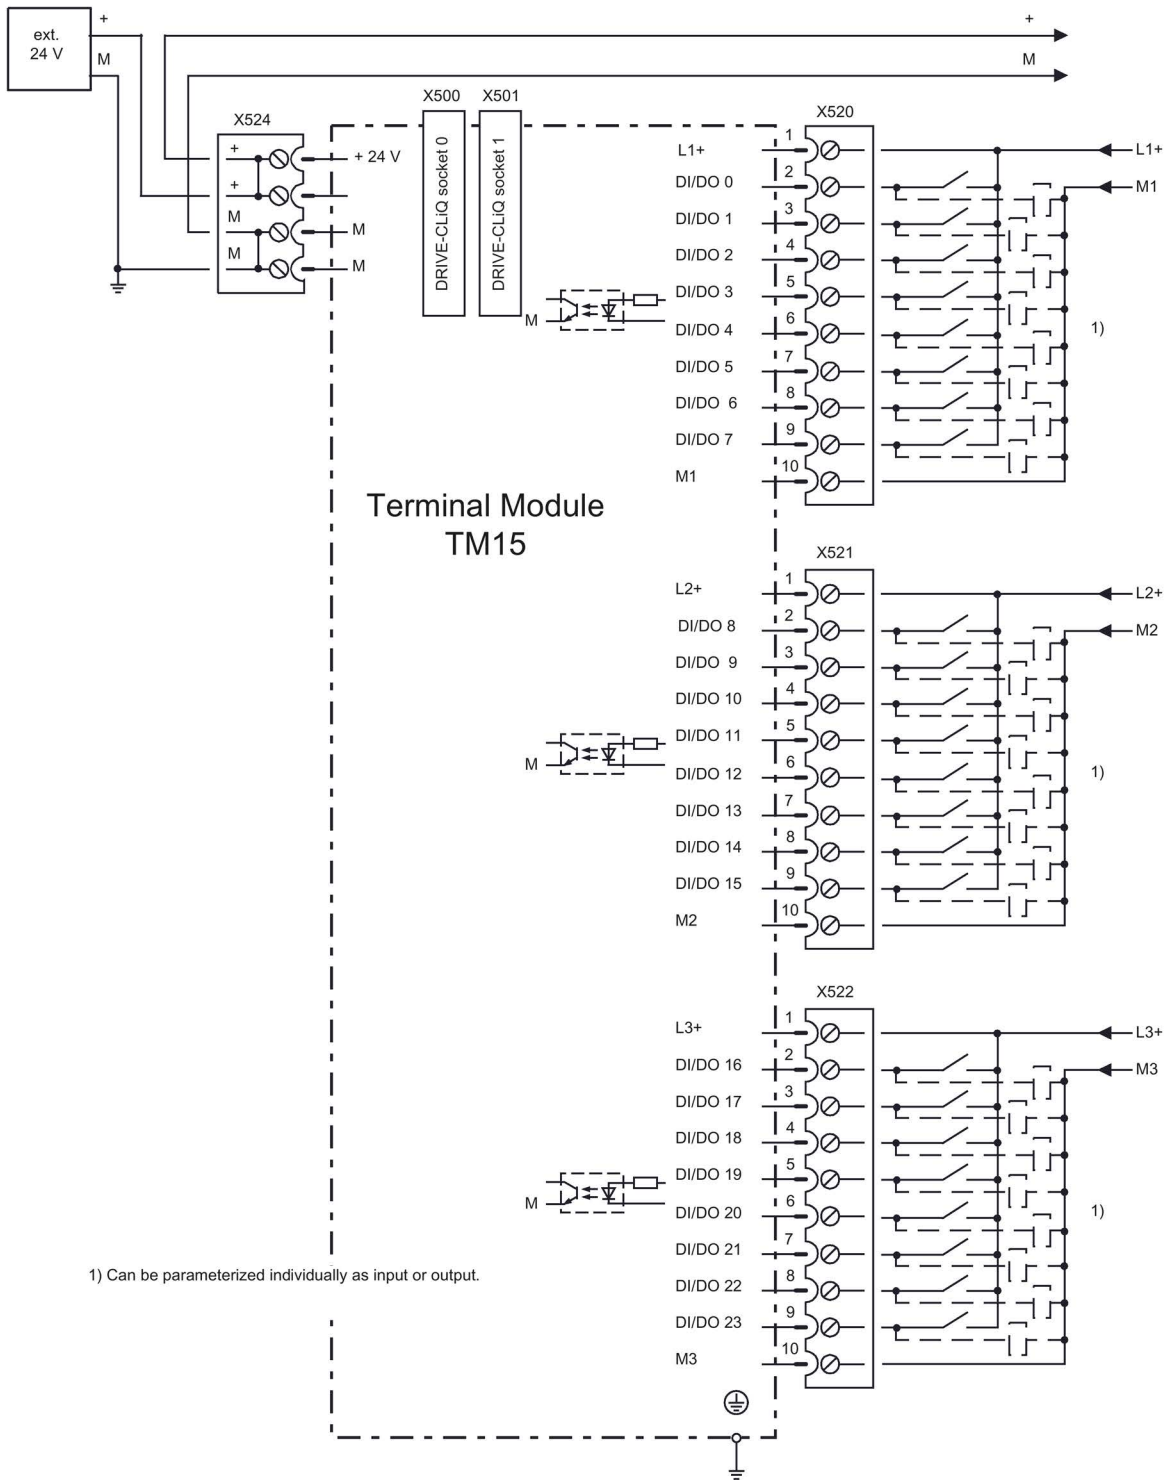 ext.
24 V
+
M
+
M
X524
+
+
M
M
+ 24 V
M
M
X500
DRIVE-CLiQ socket 0
X501
DRIVE-CLiQ socket 1
X520
L1+ 1
DI/DO 0 2
DI/DO 1 3
DI/DO 2 4
DI/DO 3 5
DI/DO 4 6
DI/DO 5 7
DI/DO 6 8
DI/DO 7 9
M1 10
L1+
M1
1)
M
Terminal Module
TM15
X521
L2+ 1
DI/DO 8 2
DI/DO 9 3
DI/DO 10 4
DI/DO 11 5
DI/DO 12 6
DI/DO 13 7
DI/DO 14 8
DI/DO 15 9
M2 10
L2+
M2
1)
M
X522
L3+ 1
DI/DO 16 2
DI/DO 17 3
DI/DO 18 4
DI/DO 19 5
DI/DO 20 6
DI/DO 21 7
DI/DO 22 8
DI/DO 23 9
M3 10
L3+
M3
1)
M
1) Can be parameterized individually as input or output.